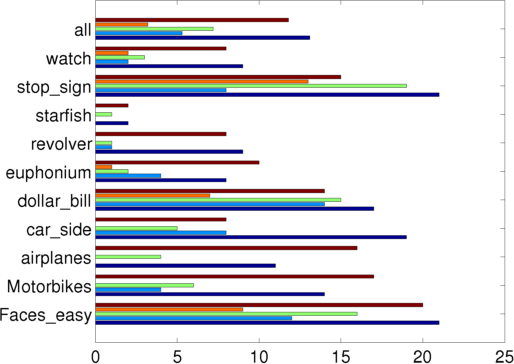 all
watch
stop_sign
starfish
revolver
euphonium
dollar_bill
car_side
airplanes
Motorbikes
Faces_easy
0 5 10 15 20 25